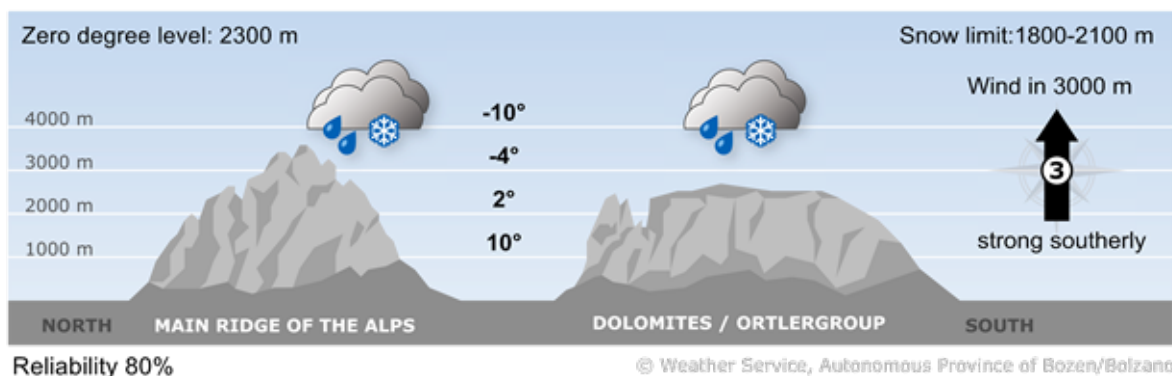 Zero degree level: 2300 m
Snow limit:1800-2100 m
Wind in 3000 m
4000 m
-10°
3000 m
-4°
3
2000 m
2°
1000 m
10°
strong southerly
NORTH
MAIN RIDGE OF THE ALPS
DOLOMITES / ORTLERGROUP
SOUTH
Reliability 80%
© Weather Service, Autonomous Province of Bozen/Bolzano